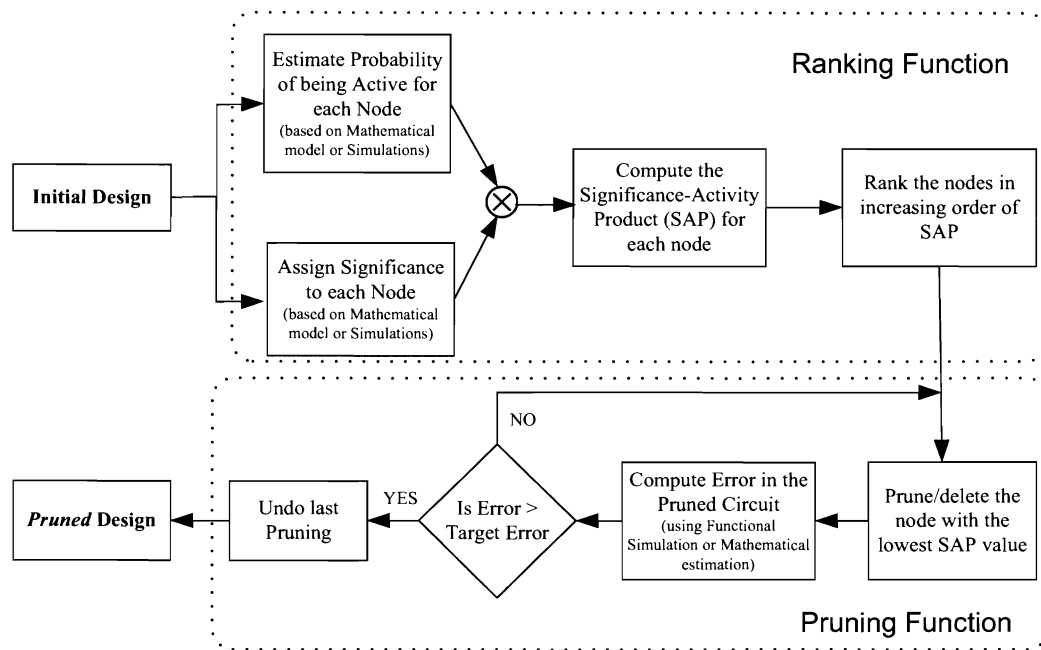 Ranking Function
Estimate Probability
of being Active for
each Node
(based on Mathematical
model or Simulations)
Initial Design
Compute the
Significance-Activity
Product (SAP) for
each node
Rank the nodes in
increasing order of
SAP
Assign Significance
to each Node
(based on Mathematical
model or Simulations)
NO
YES
Pruned Design
Undo last
Pruning
Is Error >
Target Error
Compute Error in the
Pruned Circuit
(using Functional
Simulation or Mathematical
estimation)
Prune/delete the
node with the
lowest SAP value
Pruning Function